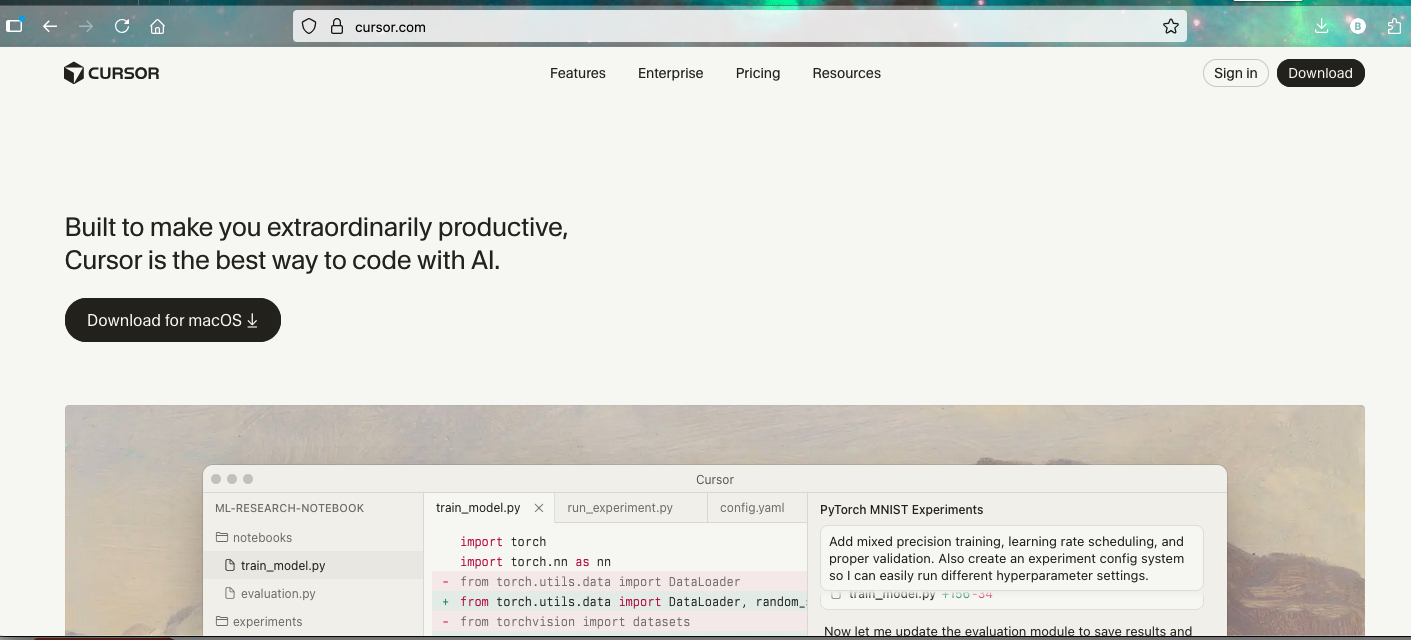 cursor.com
B
CURSOR
Features
Enterprise
Pricing
Resources
Sign in
Download
Built to make you extraordinarily productive,
Cursor is the best way to code with AI.
Download for macOS
Cursor
ML-RESEARCH-NOTEBOOK
notebooks
train_model.py
evaluation.py
experiments
train_model.py
run_experiment.py
config.yaml
import torch
import torch.nn as nn
- from torch.utils.data import DataLoader
+ from torch.utils.data import DataLoader, random_
- from torchvision import datasets
PyTorch MNIST Experiments
Add mixed precision training, learning rate scheduling, and
proper validation. Also create an experiment config system
so I can easily run different hyperparameter settings.
train_model.py +156 -34
Now let me update the evaluation module to save results and